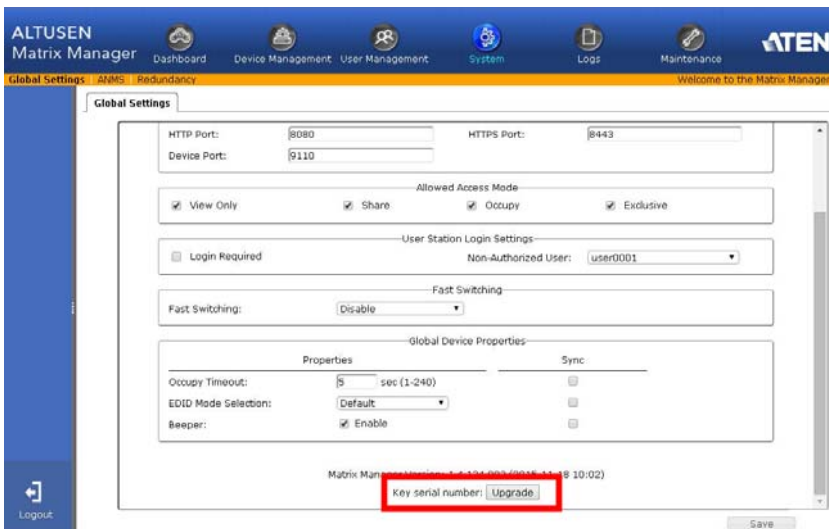 ALTUSEN
Matrix Manager
Dashboard
Device Management
User Management
System
Logs
Maintenance
ATEN
Global Settings
ANMS
Redundancy
Welcome to the Matrix Manager
Global Settings
HTTP Port: 8080 HTTPS Port: 8443
Device Port: 9110
Allowed Access Mode
View Only Share Occupy Exclusive
User Station Login Settings
Login Required Non-Authorized User: user0001
Fast Switching
Fast Switching: Disable
Global Device Properties
Properties Sync
Occupy Timeout: 5 sec (1-240)
EDID Mode Selection: Default
Beeper: Enable
Matrix Manager 10:02)
Key serial number: Upgrade
Logout
Save